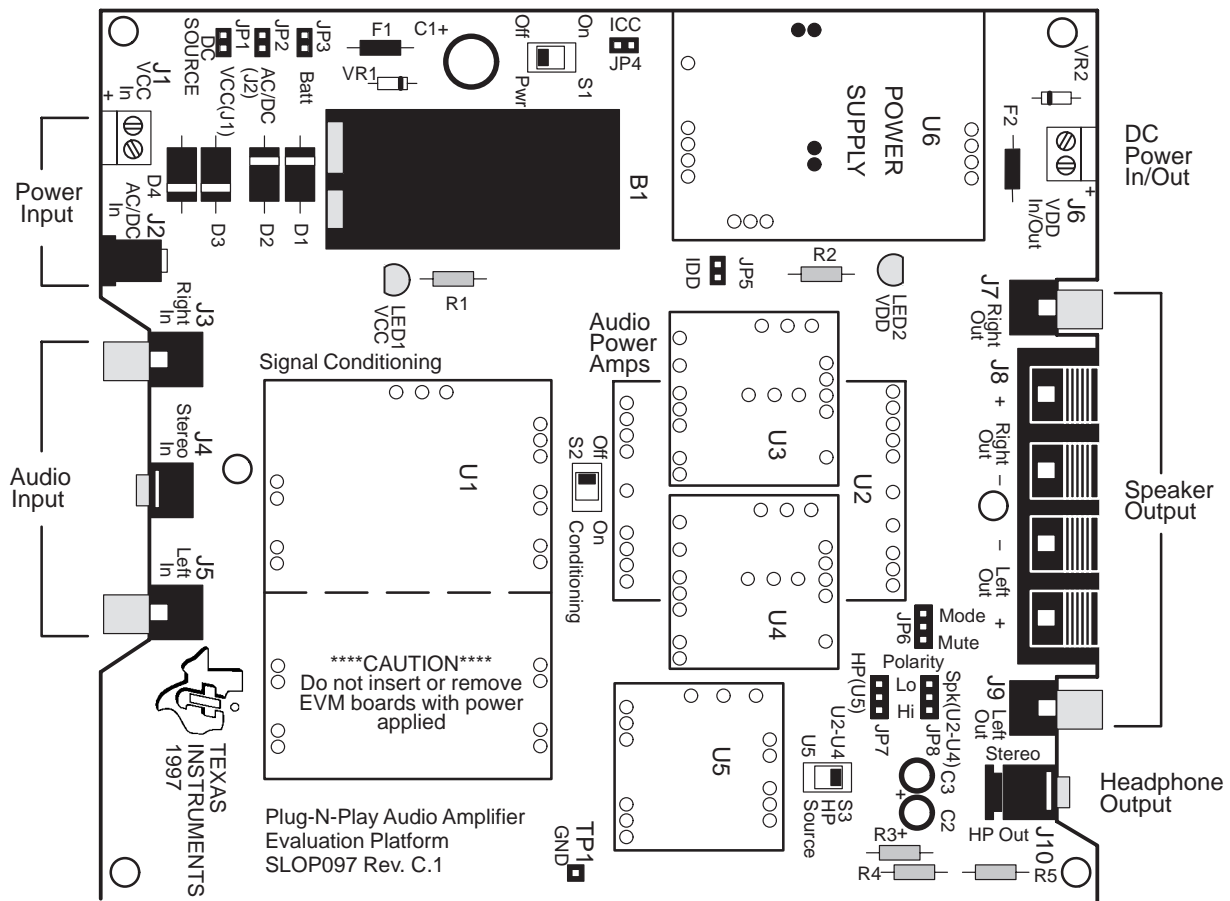 JP3
JP2
JP1
DC
SOURCE
F1
C1+
VR1
Batt
AC/DC
(J2)
VCC(J1)
Off
On
Pwr
S1
ICC
JP4
U6
POWER
SUPPLY
VR2
F2
J1
VCC
In
+
D4
D3
D2
D1
B1
Power
Input
AC/DC
In
J2
DC
Power
In/Out
+
J6
VDD
In/Out
R1
LED1
VCC
IDD
JP5
R2
LED2
VDD
J3
Right
In
J7
Right
Out
Signal Conditioning
Audio
Power
Amps
J8
+
Right
Out
–
–
Left
Out
+
Audio
Input
J4
Stereo
In
U1
S2
Off
On
Conditioning
U3
U2
U4
Speaker
Output
J5
Left
In
JP6
Mode
Mute
Polarity
HP(U5)
Lo
Hi
Spk(U2-U4)
JP7
JP8
J9
Left
Out
****CAUTION****
Do not insert or remove
EVM boards with power
applied
TEXAS
INSTRUMENTS
1997
U5
U2-U4
U5
S3
HP
Source
C3
+
C2
Stereo
Headphone
Output
HP Out
J10
Plug-N-Play Audio Amplifier
Evaluation Platform
SLOP097 Rev. C.1
TP1
GND
R3+
R4
R5